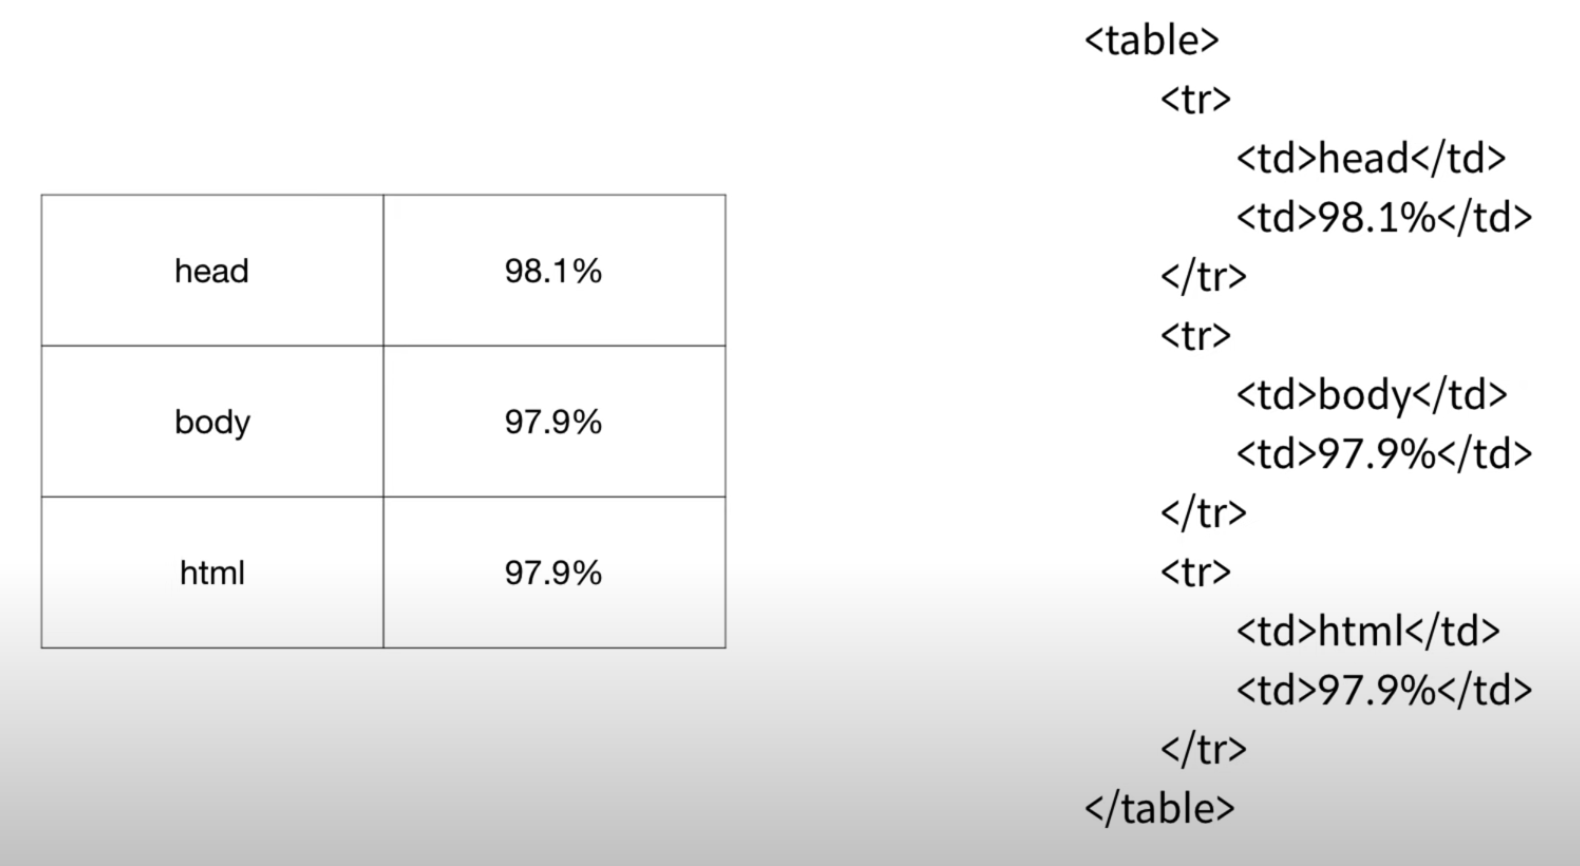 head 98.1%
body 97.9%
html 97.9%
<table>
<tr>
<td>head</td>
<td>98.1%</td>
</tr>
<tr>
<td>body</td>
<td>97.9%</td>
</tr>
<tr>
<td>html</td>
<td>97.9%</td>
</tr>
</table>